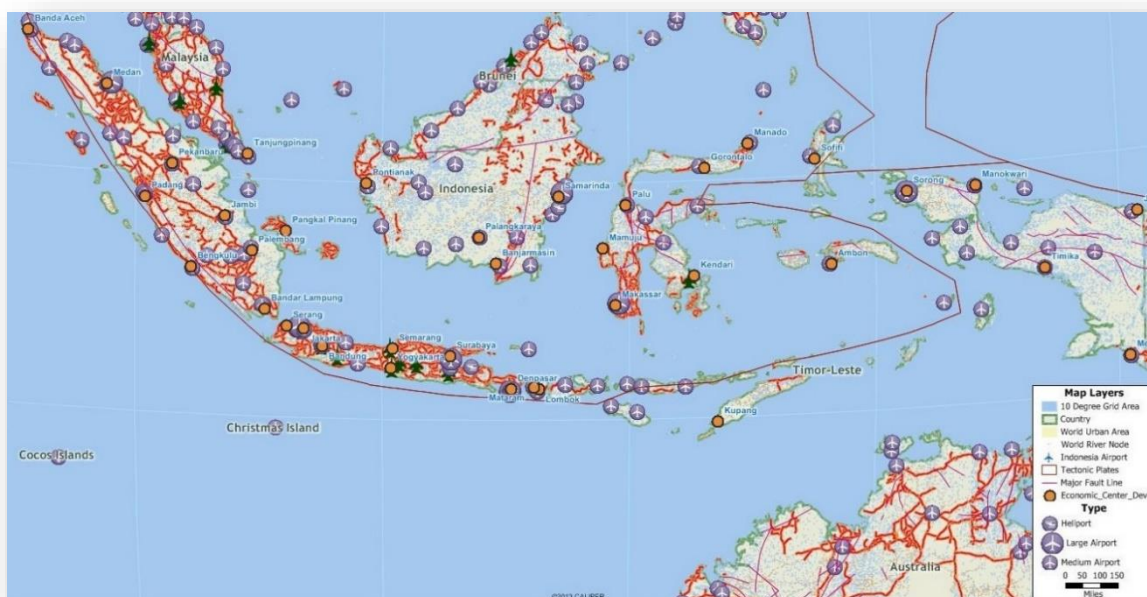 Banda Aceh
Malaysia
Medan
Brunei
Tanjungpinang
Pekanbaru
Manado
Sofifi
Gorontalo
Pontianak
Indonesia
Samarinda
Sorong
Manokwari
Padang
Jambi
Palu
Pangkal Pinang
Palangkaraya
Palembang
Mamuju
Banjarmasin
Bengkulu
Kendari
Ambon
Timika
Bandar Lampung
Makassar
Serang
Jakarta
Semarang
Bandung
Yogyakarta
Surabaya
Denpasar
Mataram
Lombok
Timor-Leste
Kupang
Christmas Island
Cocos Islands
Australia
Map Layers
10 Degree Grid Area
Country
World Urban Area
World River Node
Indonesia Airport
Tectonic Plates
Major Fault Line
Economic_Center_Dev
Type
Heliport
Large Airport
Medium Airport
0 50 100 150
Miles